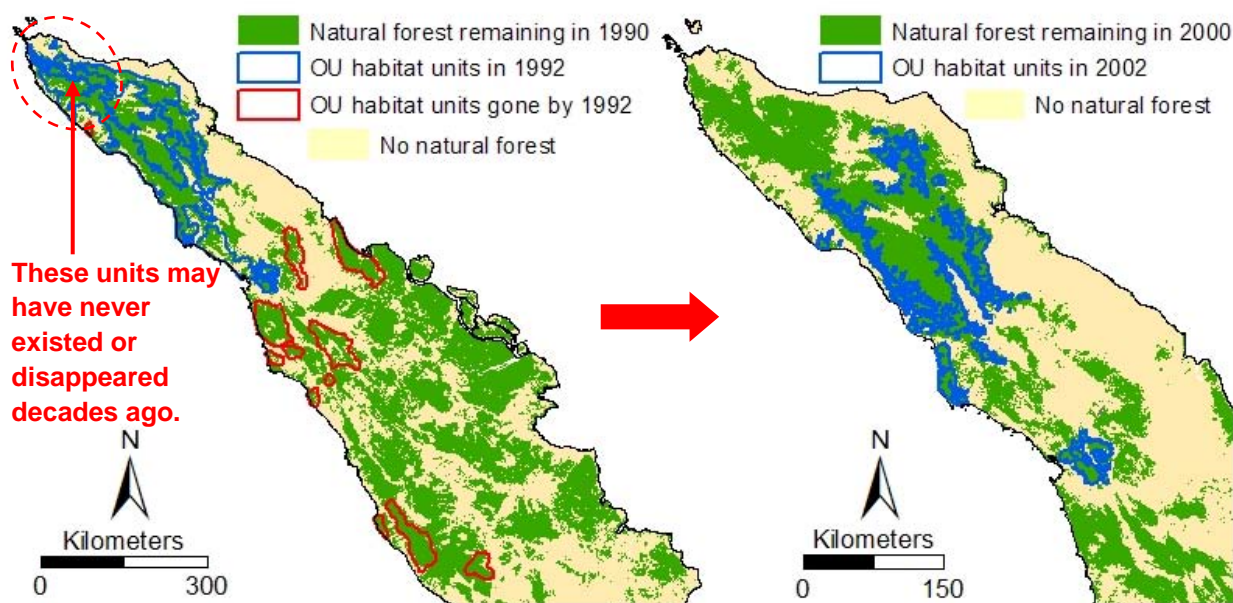 Natural forest remaining in 1990
OU habitat units in 1992
OU habitat units gone by 1992
No natural forest
These units may
have never
existed or
disappeared
decades ago.
N
Kilometers
0 300
Natural forest remaining in 2000
OU habitat units in 2002
No natural forest
N
Kilometers
0 150